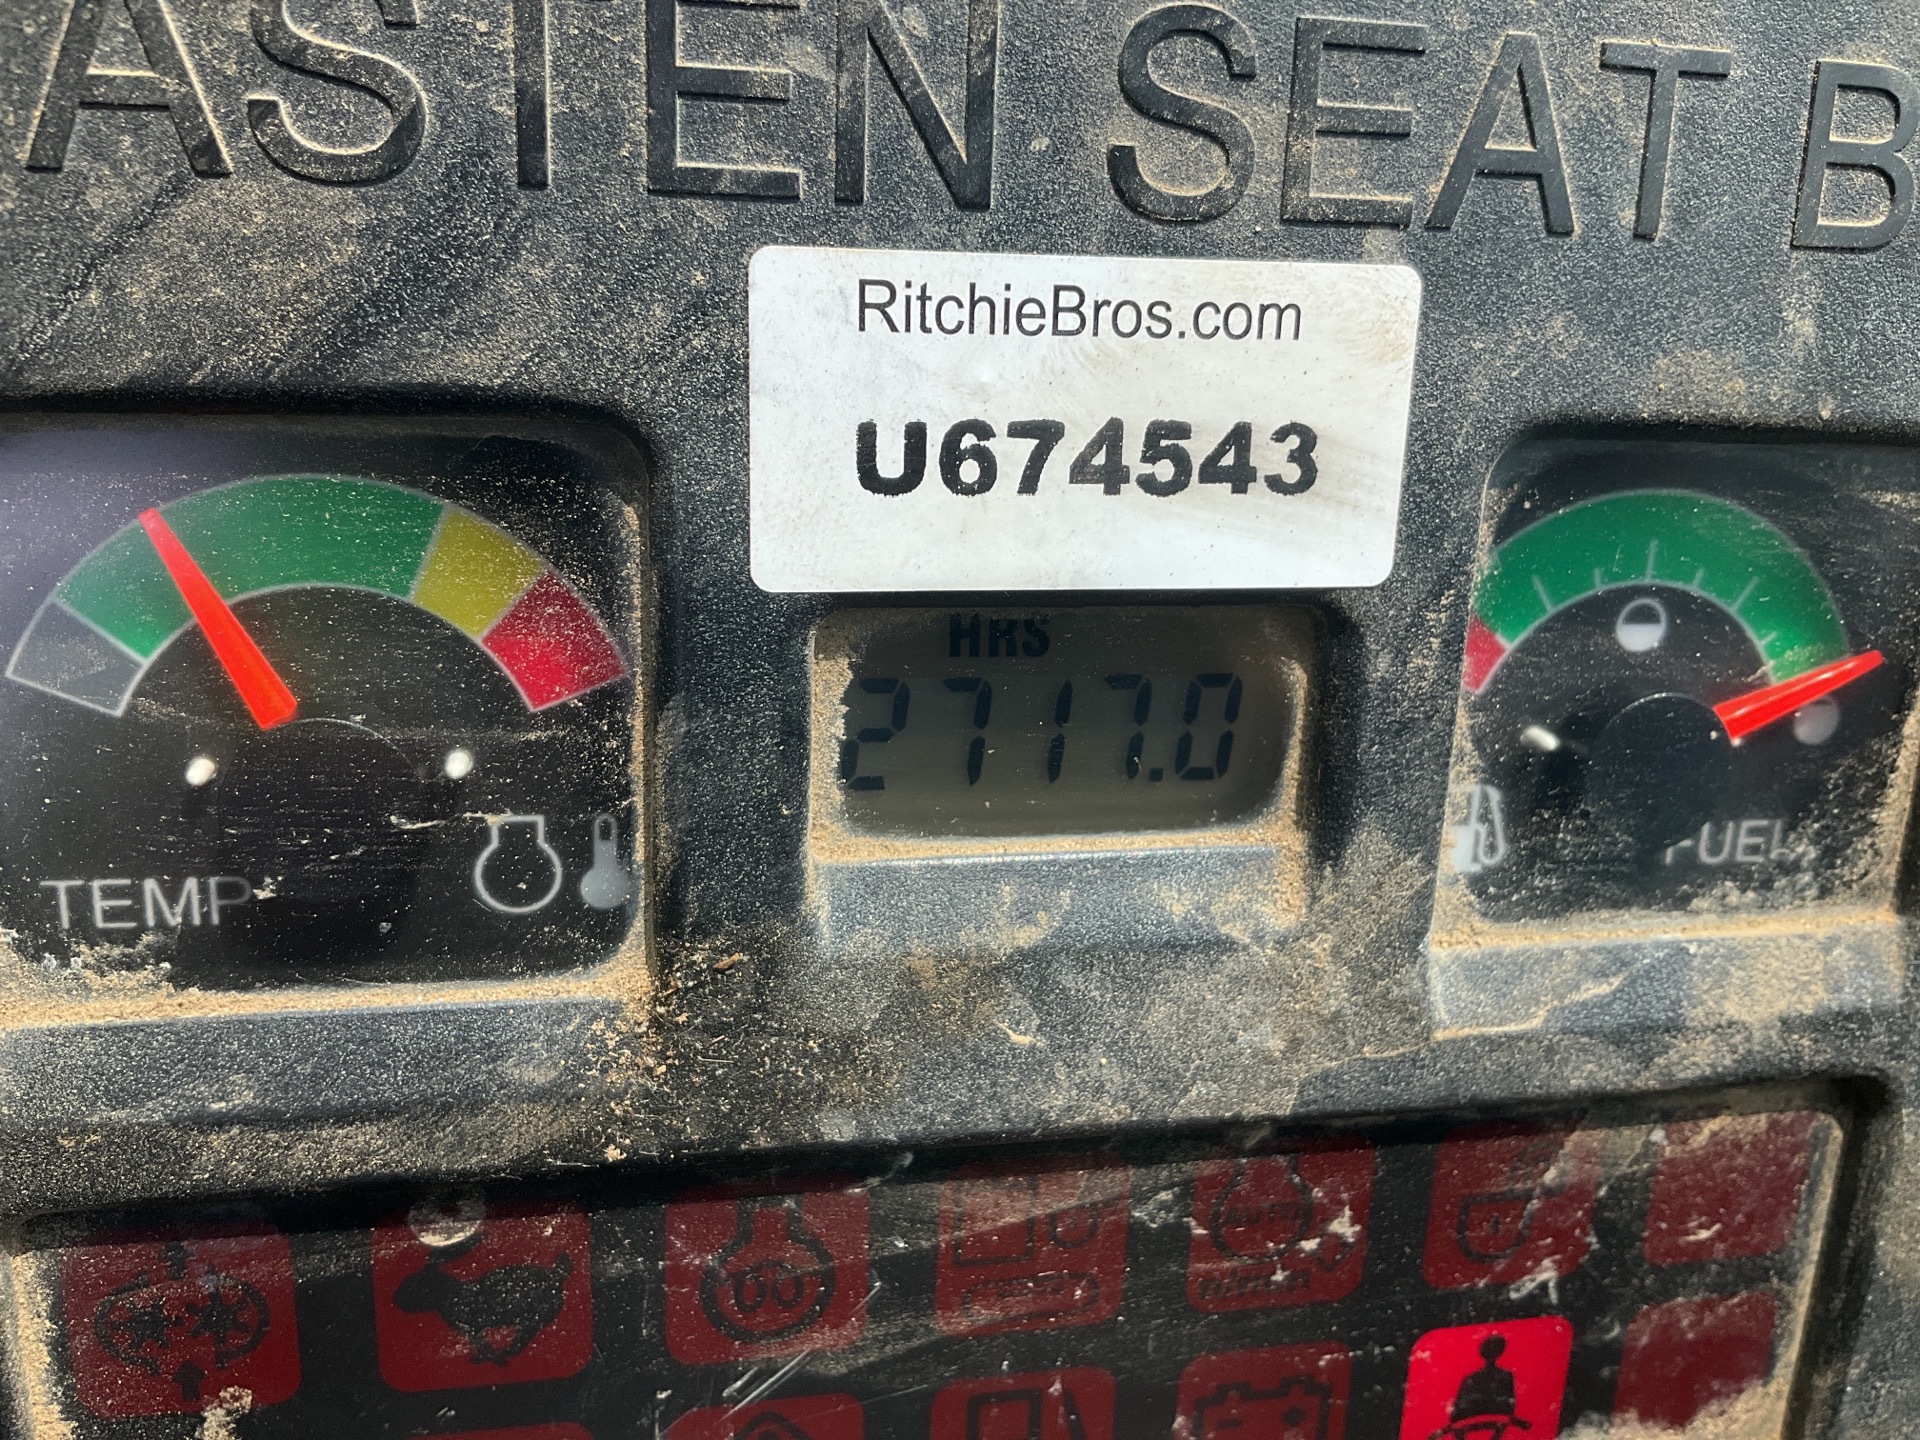 ASTEN SEAT B
RitchieBros.com
U674543
HRS
2717.0
TEMP
FUEL